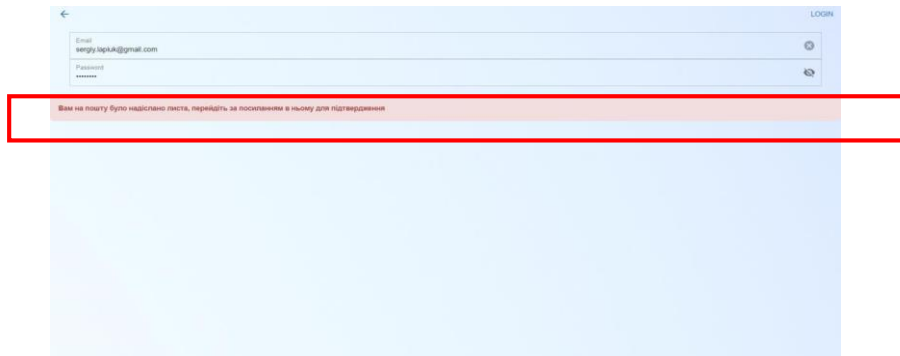 LOGIN
Email
sergiy.lapiuk@gmail.com
Password
••••••••
Вам на пошту було надіслано листа, перейдіть за посиланням в ньому для підтвердження